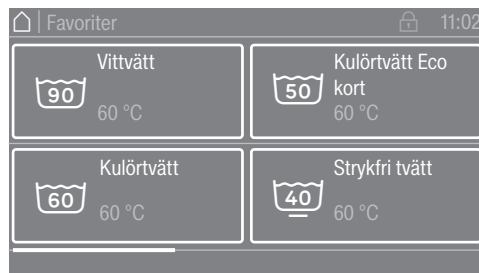 Favoriter 11:02
Vittvätt
90
60 °C
Kulörtvätt Eco
kort
50
60 °C
Kulörtvätt
60
60 °C
Strykfri tvätt
40
60 °C